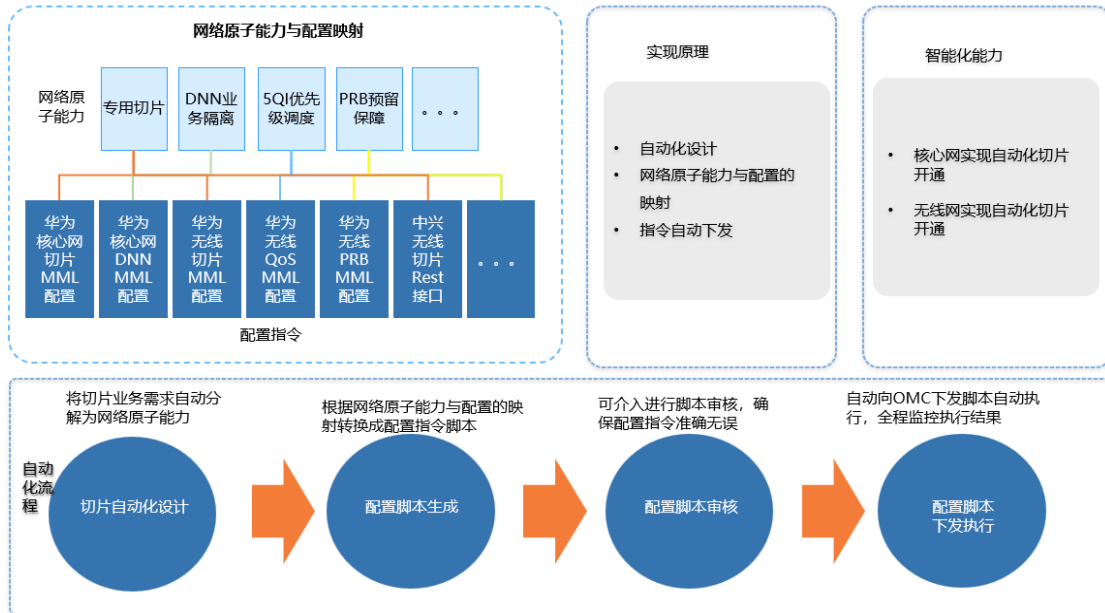 网络原子能力与配置映射
网络原
子能力
专用切片
DNN业
务隔离
5QI优先
级调度
PRB预留
保障
。。。
华为
核心网
切片
MML
配置
华为
核心网
DNN
MML
配置
华为
无线
切片
MML
配置
华为
无线
QoS
MML
配置
华为
无线
PRB
MML
配置
中兴
无线
切片
Rest
接口
。。。
配置指令
实现原理
• 自动化设计
• 网络原子能力与配置的
映射
• 指令自动下发
智能化能力
• 核心网实现自动化切片
开通
• 无线网实现自动化切片
开通
自动
化流
程
将切片业务需求自动分
解为网络原子能力
切片自动化设计
根据网络原子能力与配置的映
射转换成配置指令脚本
配置脚本生成
可介入进行脚本审核，确
保配置指令准确无误
配置脚本审核
自动向OMC下发脚本自动执
行，全程监控执行结果
配置脚本
下发执行